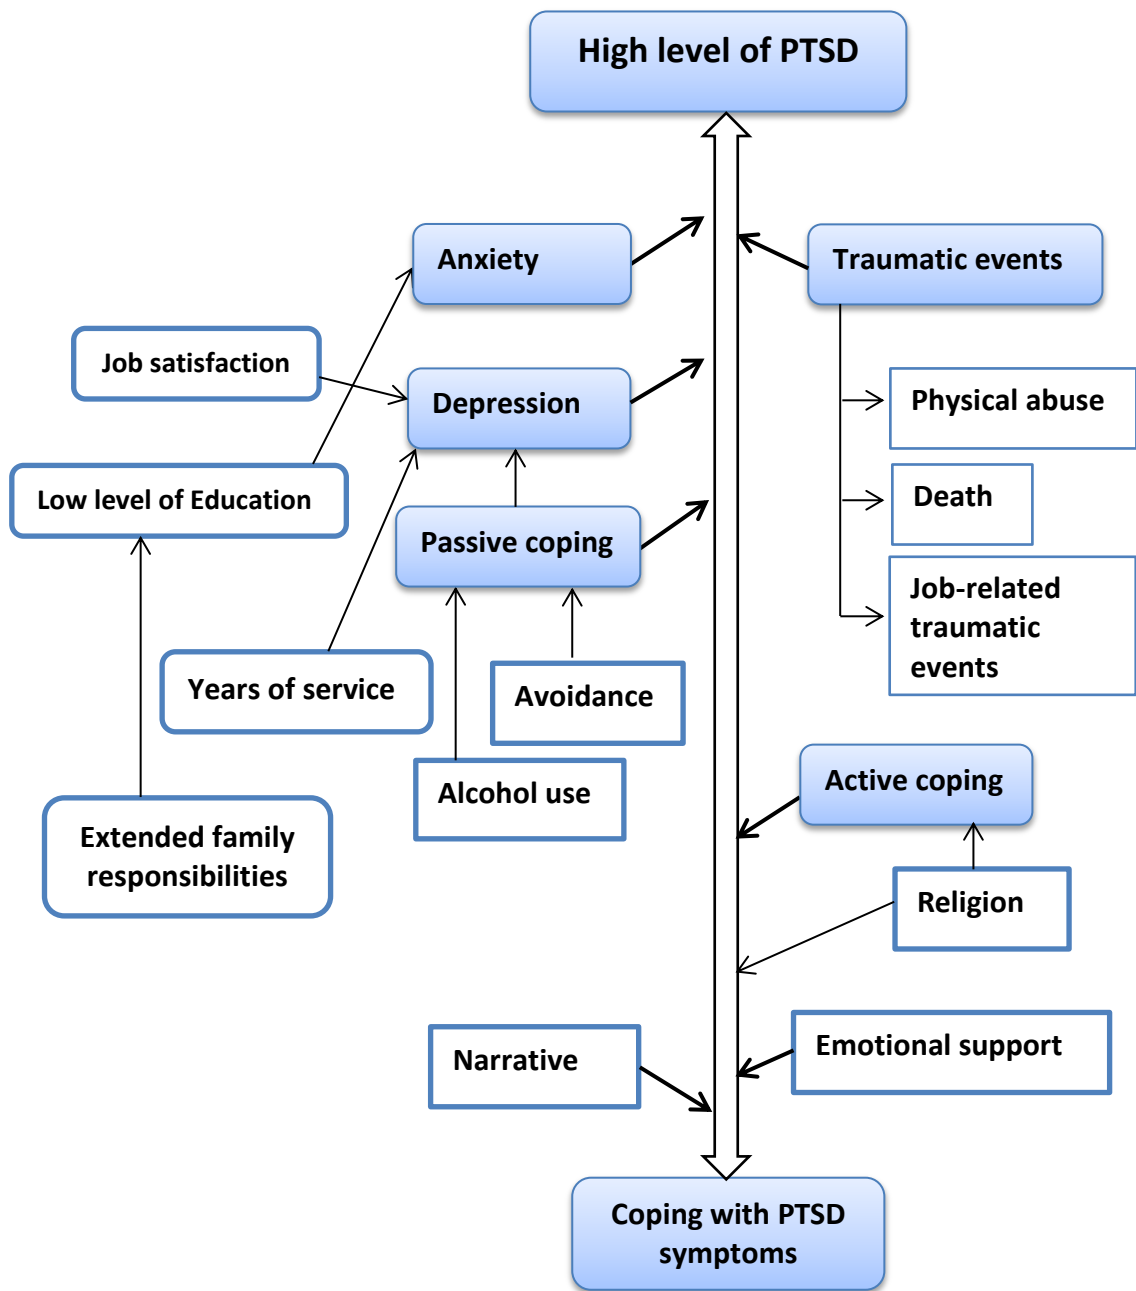 High level of PTSD
Anxiety
Traumatic events
Job satisfaction
Depression
Physical abuse
Low level of Education
Death
Passive coping
Job-related
traumatic
events
Years of service
Avoidance
Active coping
Alcohol use
Extended family
responsibilities
Religion
Narrative
Emotional support
Coping with PTSD
symptoms